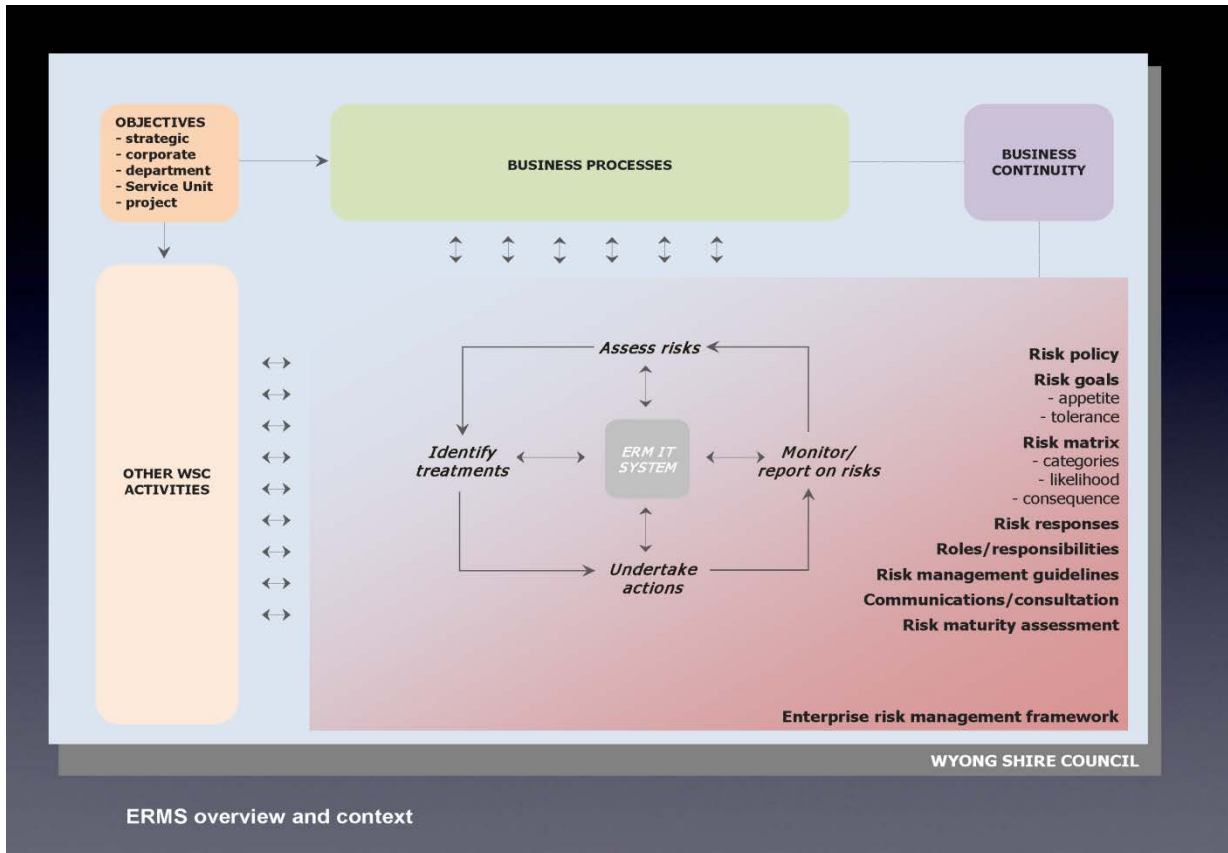 OBJECTIVES
- strategic
- corporate
- department
- Service Unit
- project
BUSINESS PROCESSES
BUSINESS
CONTINUITY
OTHER WSC
ACTIVITIES
Assess risks
Identify
treatments
ERM IT
SYSTEM
Monitor/
report on risks
Undertake
actions
Risk policy
Risk goals
- appetite
- tolerance
Risk matrix
- categories
- likelihood
- consequence
Risk responses
Roles/responsibilities
Risk management guidelines
Communications/consultation
Risk maturity assessment
Enterprise risk management framework
WYONG SHIRE COUNCIL
ERMS overview and context